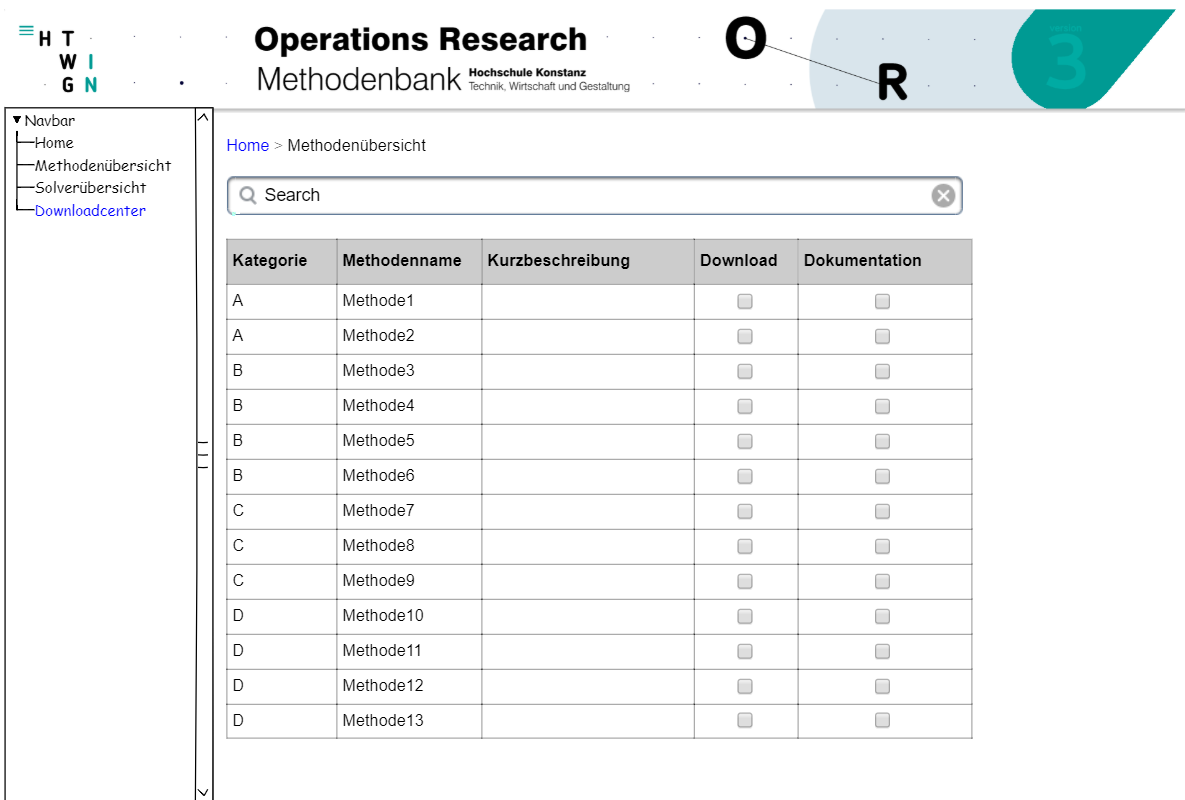 H T
W I
G N
Operations Research
Methodenbank Hochschule Konstanz
Technik, Wirtschaft und Gestaltung
O
R
version
3
Navbar
Home
Methodenübersicht
Solverübersicht
Downloadcenter
Home > Methodenübersicht
Search
Kategorie Methodenname Kurzbeschreibung Download Dokumentation
A Methode1
A Methode2
B Methode3
B Methode4
B Methode5
B Methode6
C Methode7
C Methode8
C Methode9
D Methode10
D Methode11
D Methode12
D Methode13